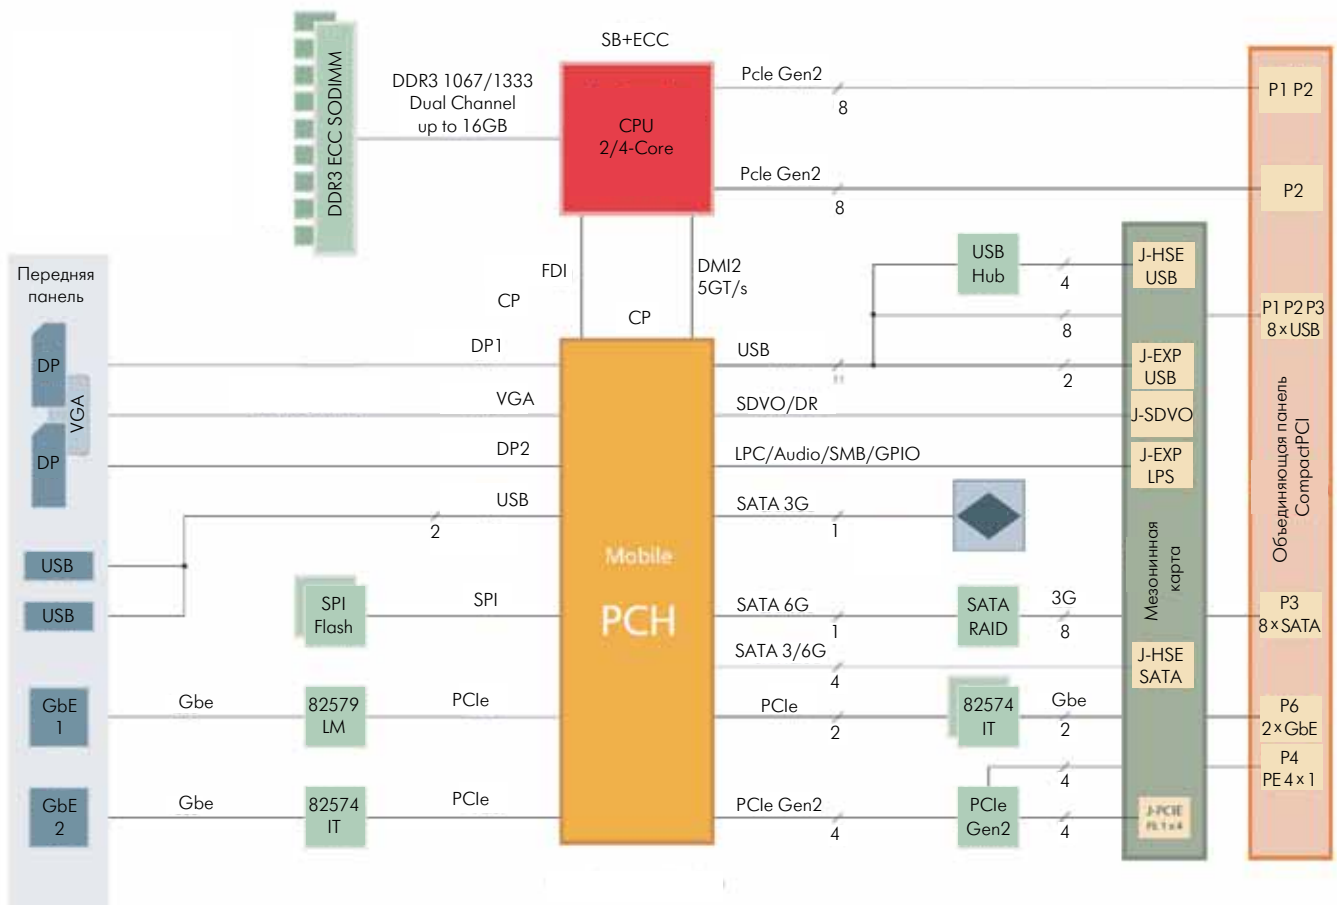 SB+ECC
DDR3 ECC SODIMM
DDR3 1067/1333
Dual Channel
up to 16GB
CPU
2/4-Core
PcIe Gen2
8
P1 P2
PcIe Gen2
8
P2
FDI
DMI2
5GT/s
CP
CP
USB
Hub
4
J-HSE
USB
8
P1 P2 P3
8×USB
Передняя
панель
DP
VGA
DP
DP1
VGA
DP2
USB
2
USB
USB
SPI
Flash
SPI
GbE
1
Gbe
82579
LM
PCIe
GbE
2
Gbe
82574
IT
PCIe
Mobile
PCH
USB
11
2
J-EXP
USB
SDVO/DR
J-SDVO
LPC/Audio/SMB/GPIO
J-EXP
LPS
SATA 3G
1
SATA 6G
1
SATA
RAID
3G
8
P3
8×SATA
SATA 3/6G
4
J-HSE
SATA
PCIe
2
82574
IT
Gbe
2
P6
2×GbE
4
P4
PE 4×1
PCIe Gen2
4
PCIe
Gen2
4
J-PCIE
Мезонинная
карта
Объединяющая панель
CompactPCI